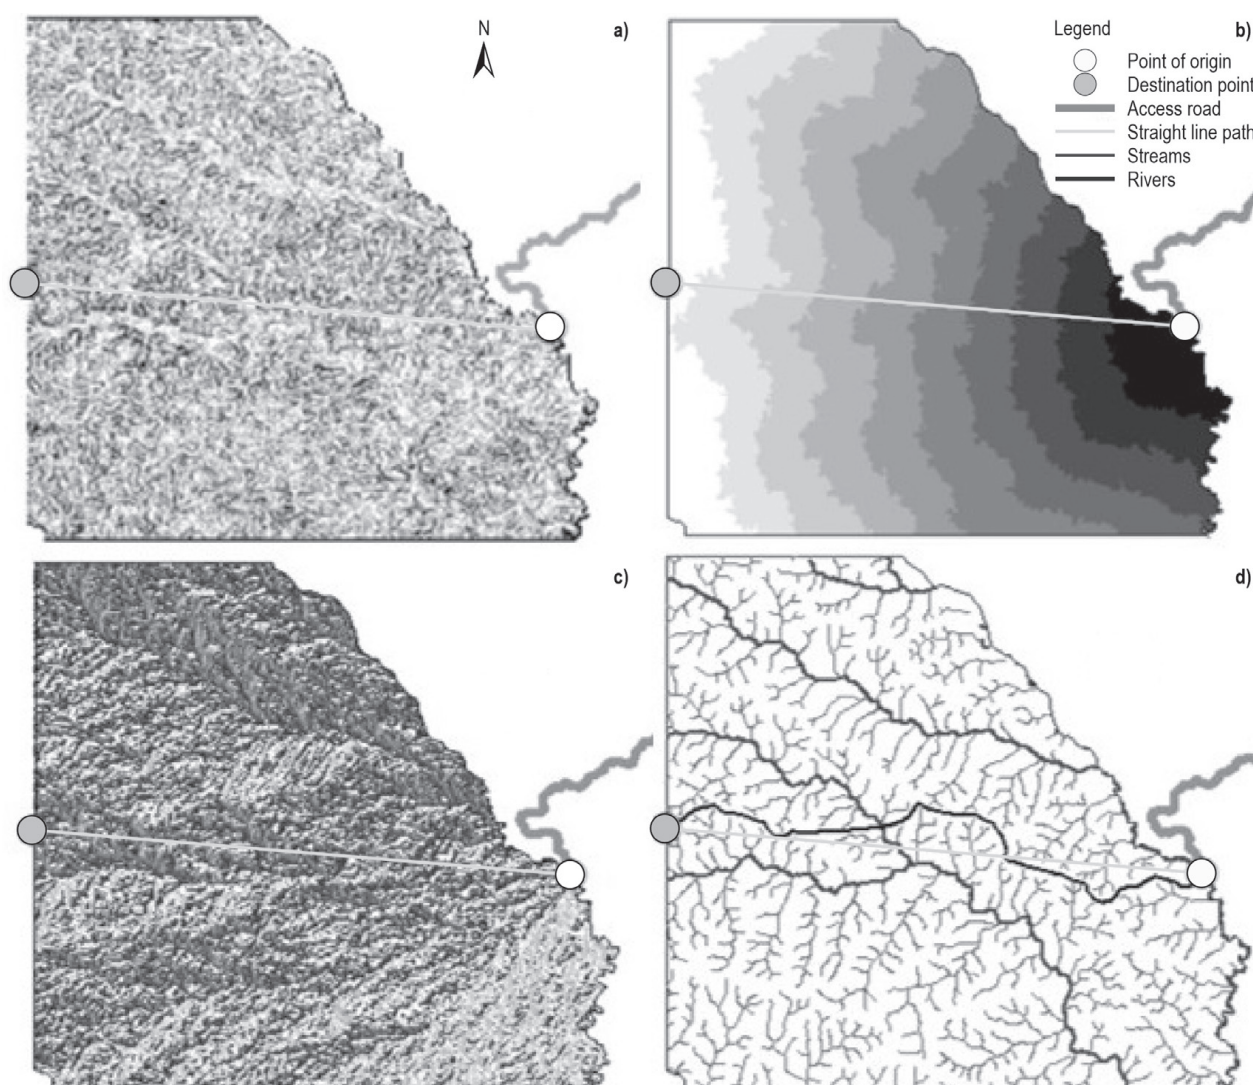 N
a)
Legend
b)
Point of origin
Destination point
Access road
Straight line path
Streams
Rivers
c)
d)